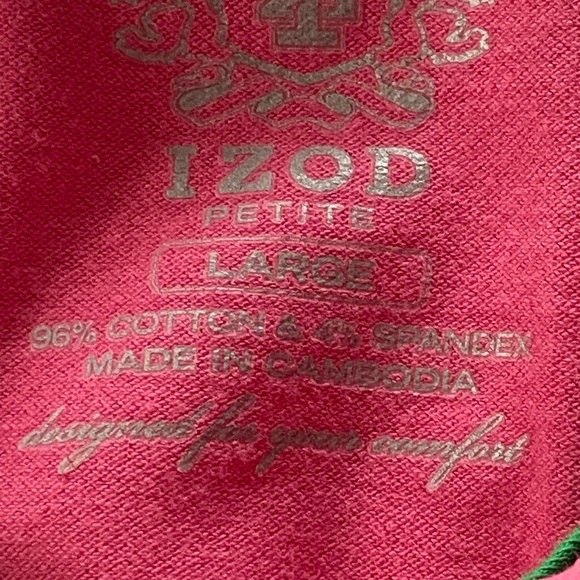 IZOD
PETITE
LARGE
96% COTTON & 4% SPANDEX
MADE IN CAMBODIA
designed for your comfort